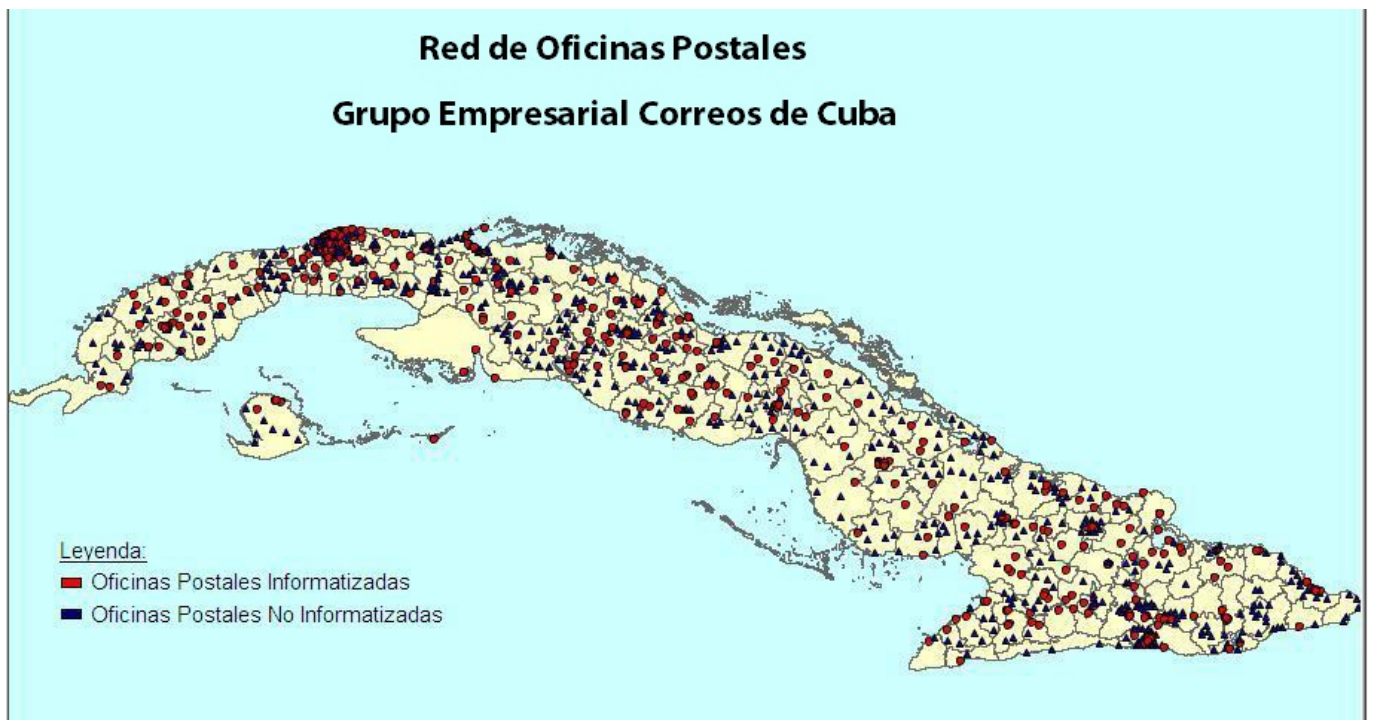 Red de Oficinas Postales
Grupo Empresarial Correos de Cuba
Leyenda:
Oficinas Postales Informatizadas
Oficinas Postales No Informatizadas